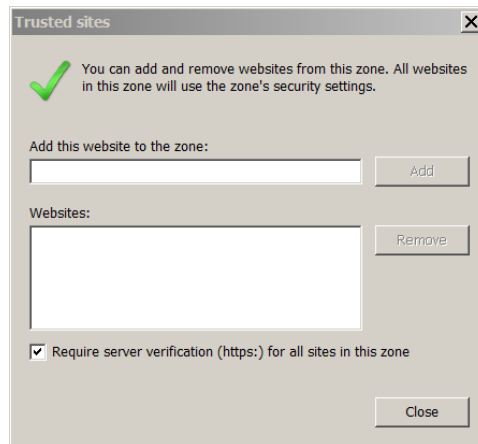 Trusted sites
You can add and remove websites from this zone. All websites
in this zone will use the zone's security settings.
Add this website to the zone:
Add
Websites:
Remove
Require server verification (https:) for all sites in this zone
Close